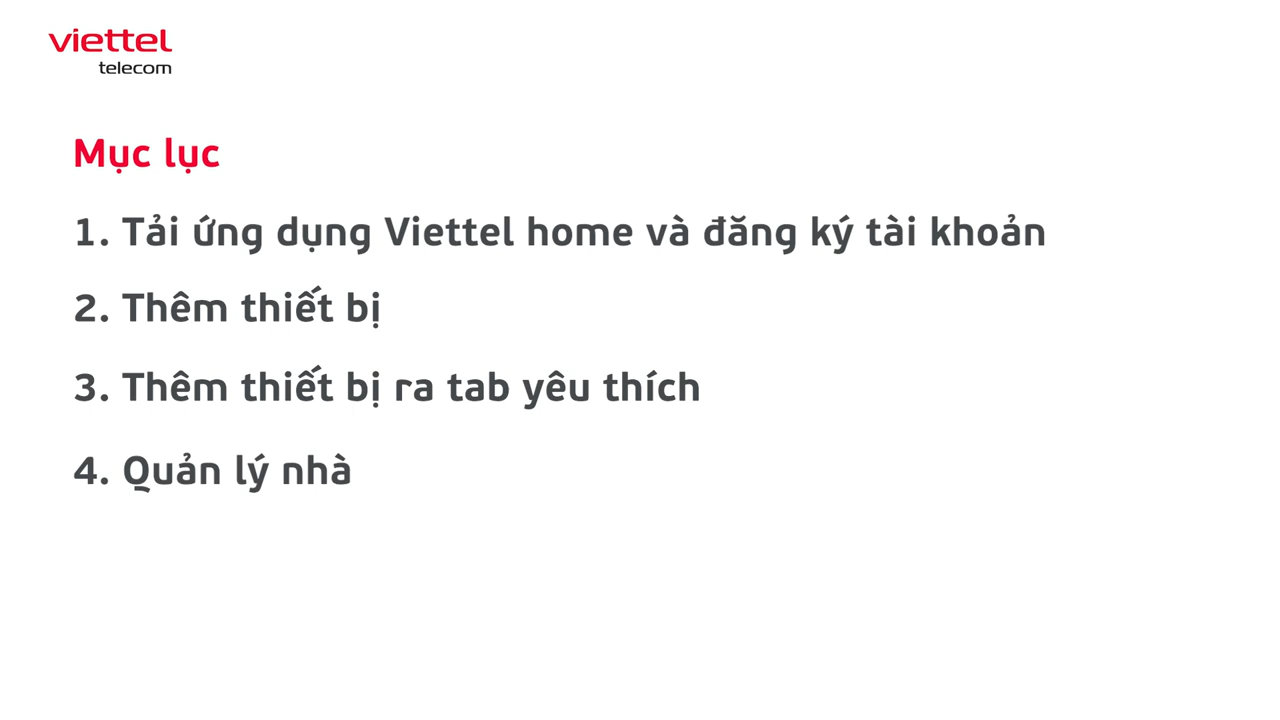 viettel
telecom
Mục lục
1. Tải ứng dụng Viettel home và đăng ký tài khoản
2. Thêm thiết bị
3. Thêm thiết bị ra tab yêu thích
4. Quản lý nhà